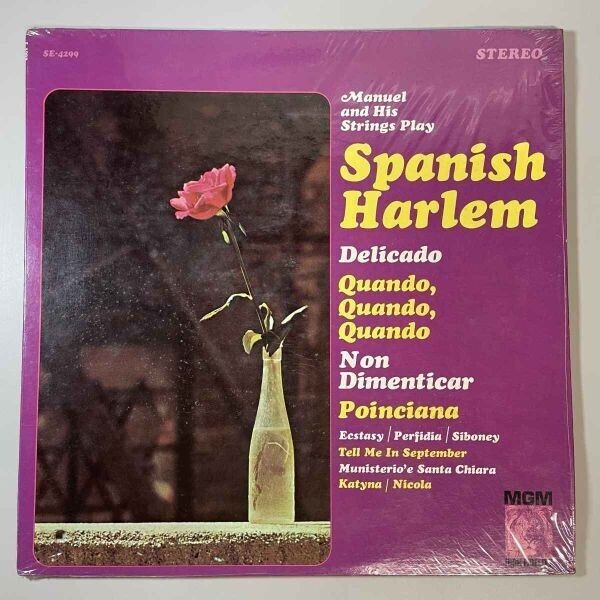 SE-4299
STEREO
Manuel
and His
Strings Play
Spanish
Harlem
Delicado
Quando,
Quando,
Quando
Non
Dimenticar
Poinciana
Ecstasy / Perfidia / Siboney
Tell Me In September
Munisterio'e Santa Chiara
Katyna / Nicola
MGM